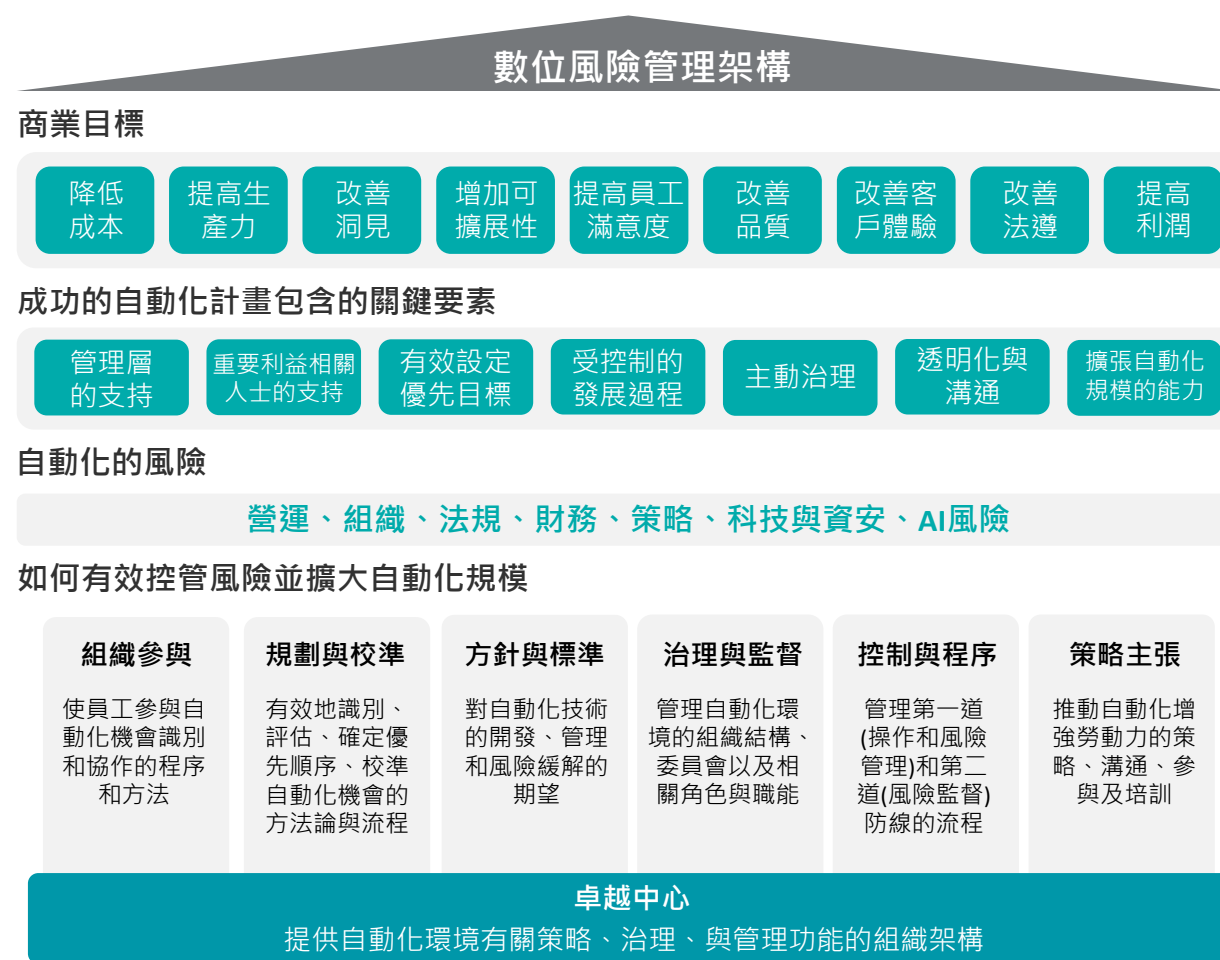 數位風險管理架構
商業目標
降低
成本
提高生
產力
改善
洞見
增加可
擴展性
提高員工
滿意度
改善
品質
改善客
戶體驗
改善
法遵
提高
利潤
成功的自動化計畫包含的關鍵要素
管理層
的支持
重要利益相關
人士的支持
有效設定
優先目標
受控制的
發展過程
主動治理
透明化與
溝通
擴張自動化
規模的能力
自動化的風險
營運、組織、法規、財務、策略、科技與資安、AI風險
如何有效控管風險並擴大自動化規模
組織參與
使員工參與自
動化機會識別
和協作的程序
和方法
規劃與校準
有效地識別、
評估、確定優
先順序、校準
自動化機會的
方法論與流程
方針與標準
對自動化技術
的開發、管理
和風險緩解的
期望
治理與監督
管理自動化環
境的組織結構、
委員會以及相
關角色與職能
控制與程序
管理第一道
(操作和風險
管理)和第二
道(風險監督)
防線的流程
策略主張
推動自動化增
強勞動力的策
略、溝通、參
與及培訓
卓越中心
提供自動化環境有關策略、治理、與管理功能的組織架構